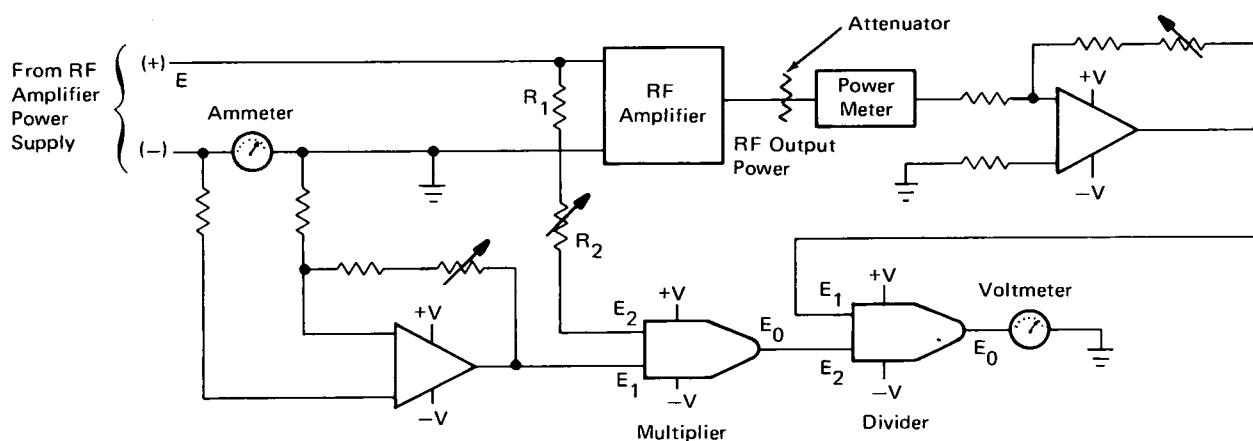 From RF
Amplifier
Power
Supply
(+)
E
(−)
Ammeter
R1
R2
RF
Amplifier
Attenuator
Power
Meter
RF Output
Power
+V
−V
+V
−V
E2
E1
+V
−V
E0
Multiplier
E1
E2
+V
−V
E0
Divider
Voltmeter